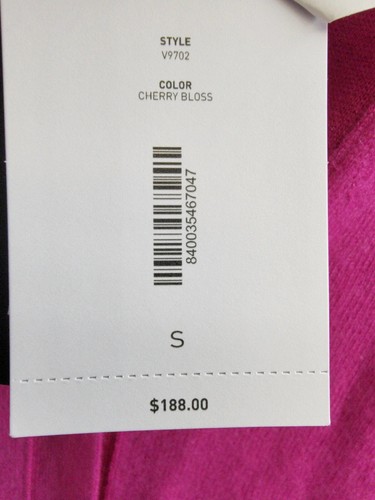 STYLE
V9702
COLOR
CHERRY BLOSS
840035467047
S
$188.00